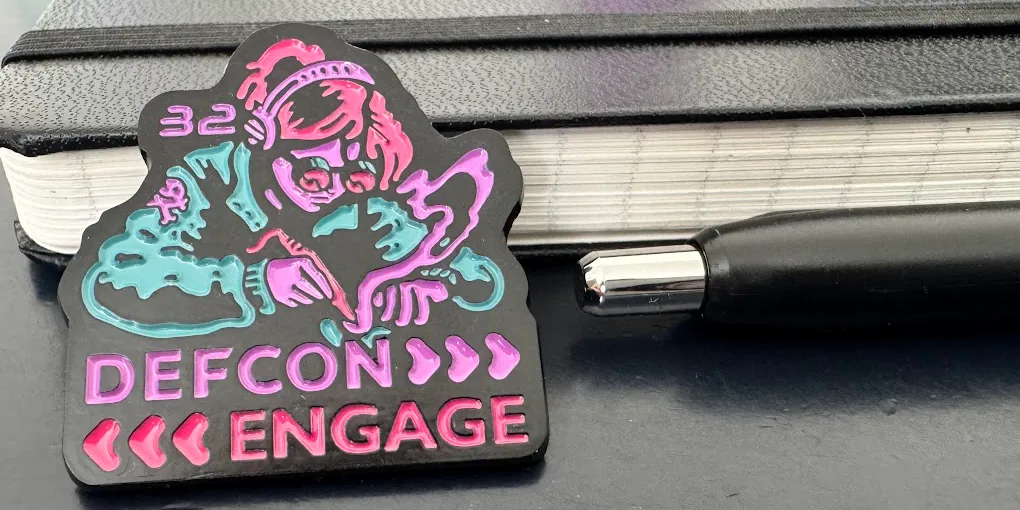 32
DEFCON
ENGAGE